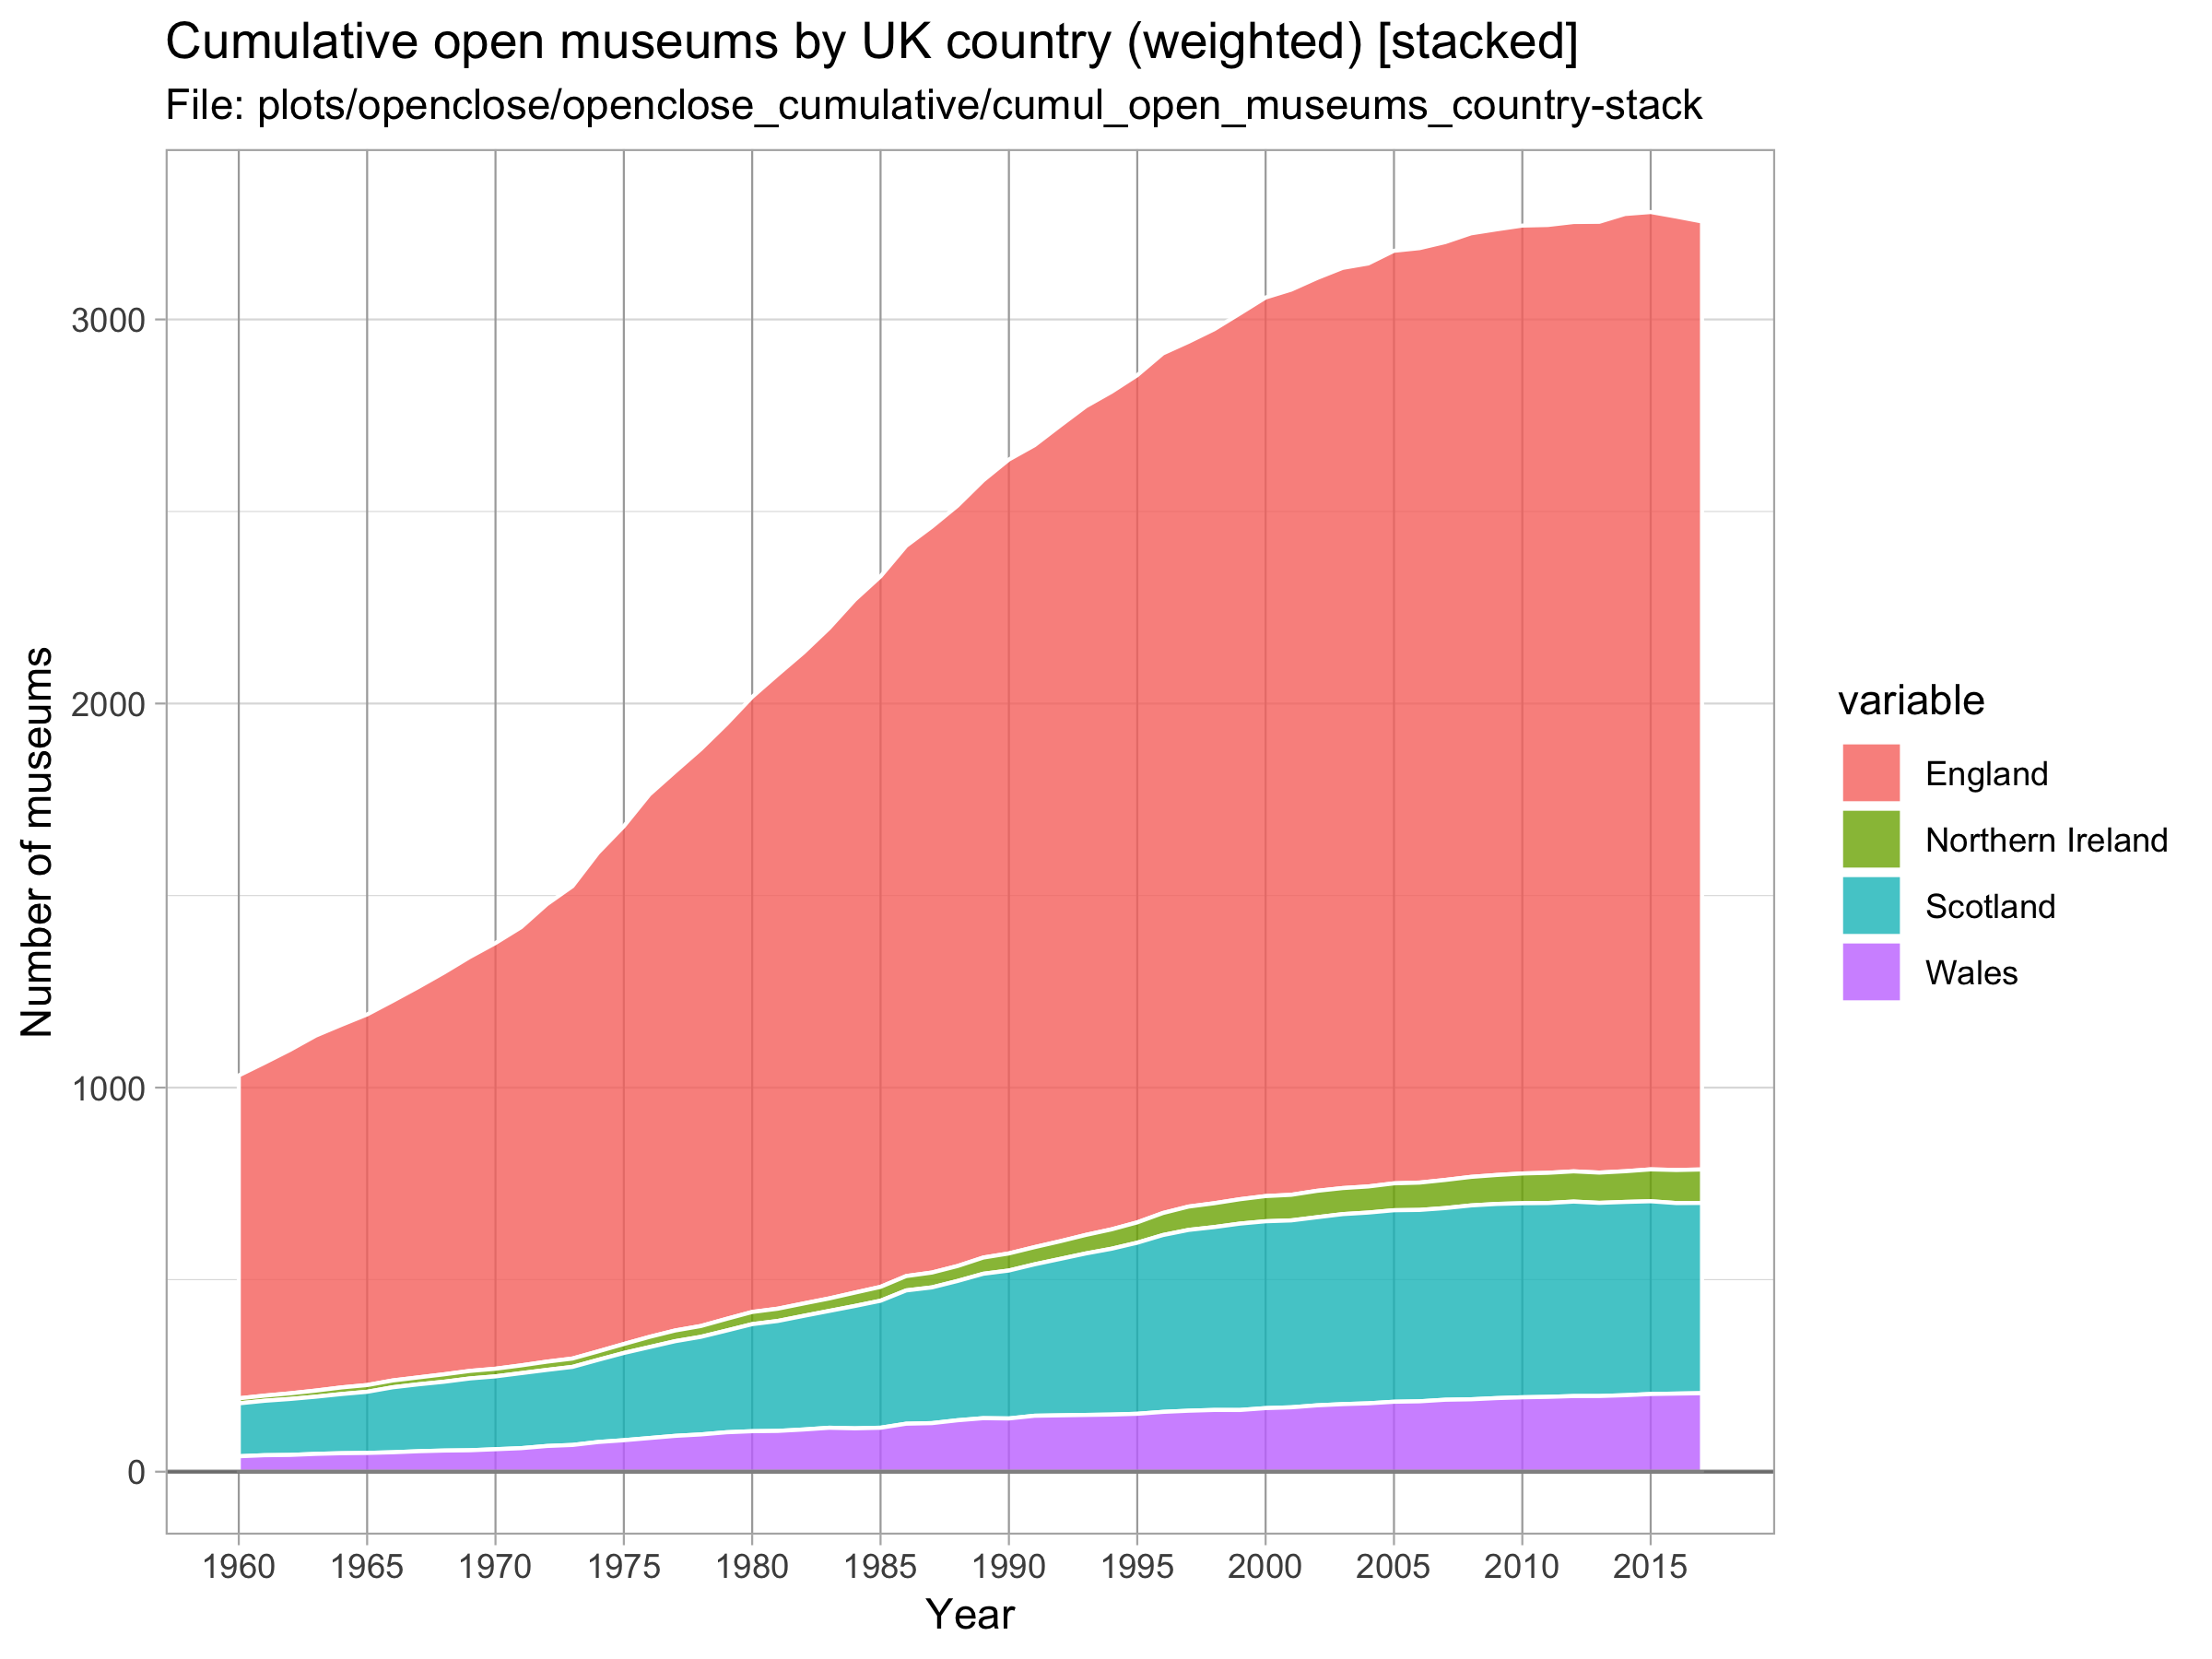 Cumulative open museums by UK country (weighted) [stacked]
File: plots/openclose/openclose_cumulative/cumul_open_museums_country-stack
Number of museums
3000
2000
1000
0
1960 1965 1970 1975 1980 1985 1990 1995 2000 2005 2010 2015
Year
variable
England
Northern Ireland
Scotland
Wales